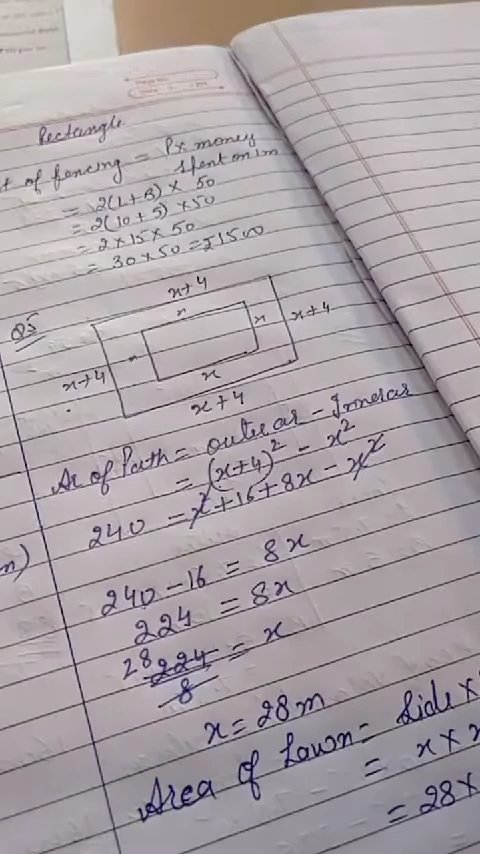 Rectangle
of fencing = P x money
spent on 1m
= 2(L+B) x 50
= 2(10+5) x50
= 2 x 15 x 50
= 30 x 50 = ₹1500
Q5
x+4
x
x+4 x x x+4
x
x+4
Ar of Path = outer ar - Inner ar
= (x+4)² - x²
240 = x²+16+8x - x²
240 - 16 = 8x
224 = 8x
28 224/8 = x
x = 28m
Area of Lawn = Side x
= x x
= 28 x